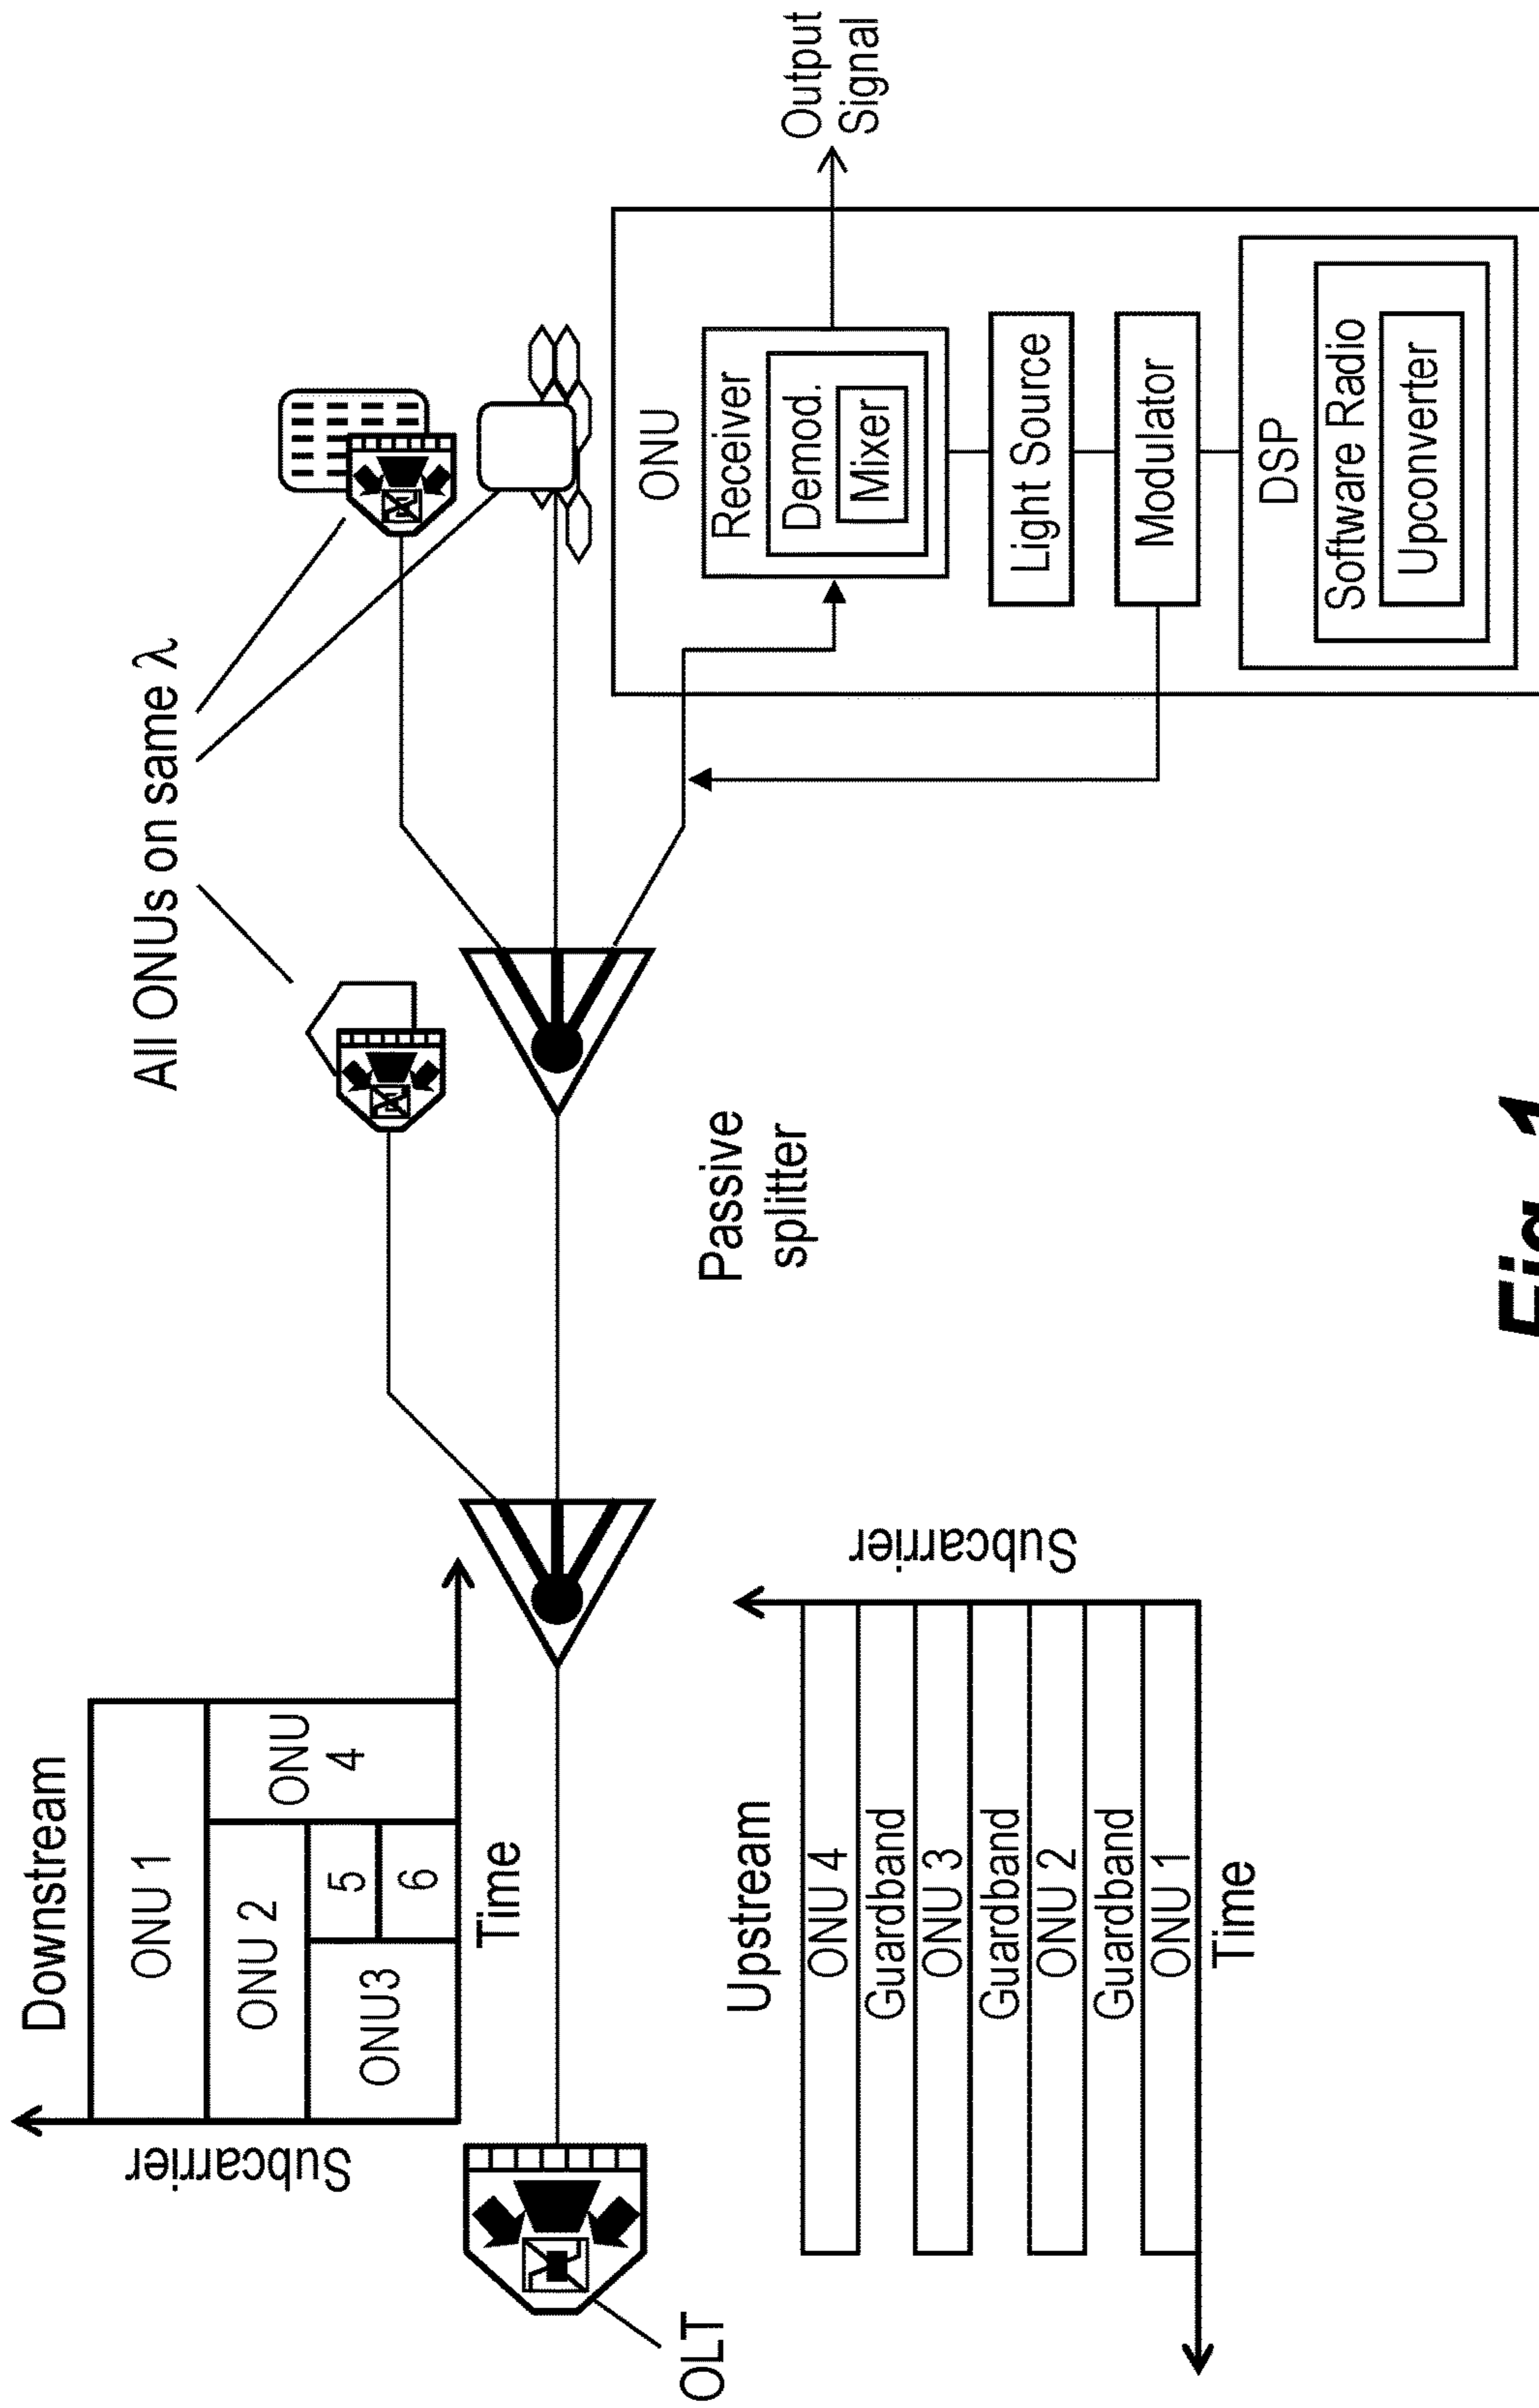 Downstream
Subcarrier
ONU 1
ONU 2
ONU
4
ONU3
5
6
Time
OLT
All ONUs on same λ
Passive
splitter
Upstream
Subcarrier
ONU 4
Guardband
ONU 3
Guardband
ONU 2
Guardband
ONU 1
Time
ONU
Receiver
Demod.
Mixer
Light Source
Modulator
DSP
Software Radio
Upconverter
Output
Signal
Fig. 1